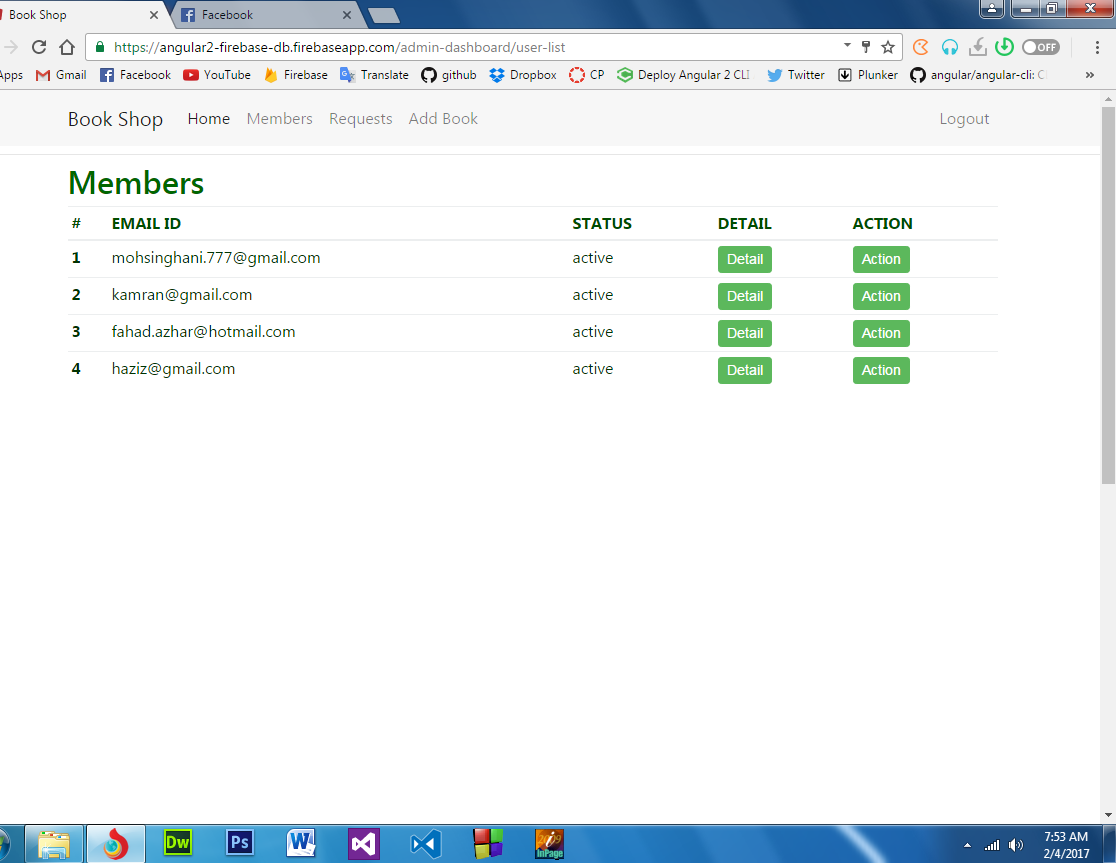 Book Shop
Facebook
https://angular2-firebase-db.firebaseapp.com/admin-dashboard/user-list
OFF
Apps Gmail Facebook YouTube Firebase Translate github Dropbox CP Deploy Angular 2 CLI Twitter Plunker angular/angular-cli: C »
Book Shop Home Members Requests Add Book Logout
Members
# EMAIL ID STATUS DETAIL ACTION
1 mohsinghani.777@gmail.com active Detail Action
2 kamran@gmail.com active Detail Action
3 fahad.azhar@hotmail.com active Detail Action
4 haziz@gmail.com active Detail Action
Dw Ps W InPage
7:53 AM
2/4/2017